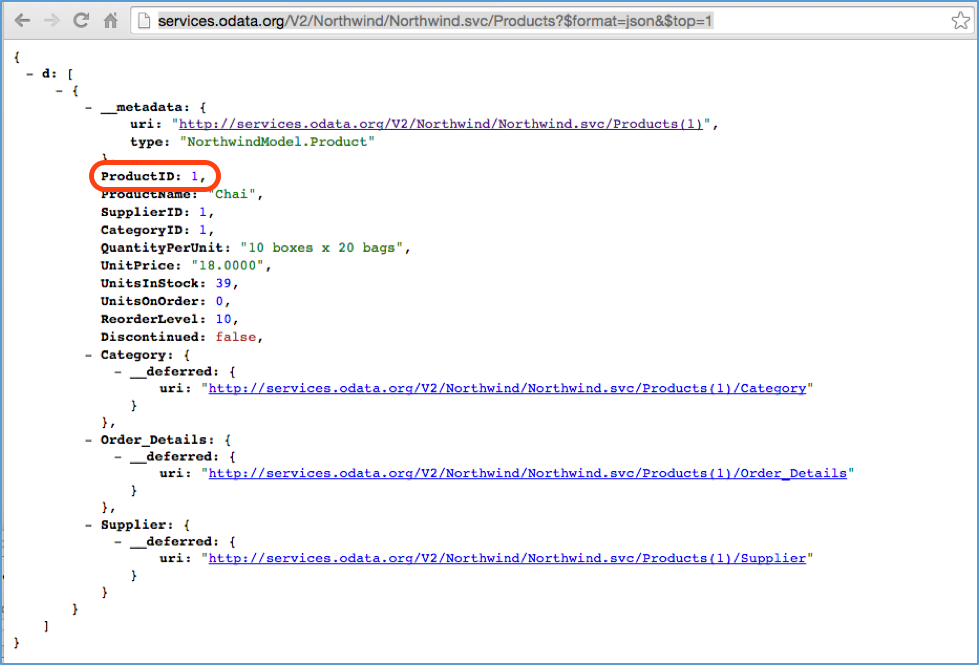 services.odata.org/V2/Northwind/Northwind.svc/Products?$format=json&$top=1
{
- d: [
- {
- __metadata: {
uri: "http://services.odata.org/V2/Northwind/Northwind.svc/Products(1)",
type: "NorthwindModel.Product"
},
ProductID: 1,
ProductName: "Chai",
SupplierID: 1,
CategoryID: 1,
QuantityPerUnit: "10 boxes x 20 bags",
UnitPrice: "18.0000",
UnitsInStock: 39,
UnitsOnOrder: 0,
ReorderLevel: 10,
Discontinued: false,
- Category: {
- __deferred: {
uri: "http://services.odata.org/V2/Northwind/Northwind.svc/Products(1)/Category"
}
},
- Order_Details: {
- __deferred: {
uri: "http://services.odata.org/V2/Northwind/Northwind.svc/Products(1)/Order_Details"
}
},
- Supplier: {
- __deferred: {
uri: "http://services.odata.org/V2/Northwind/Northwind.svc/Products(1)/Supplier"
}
}
}
]
}